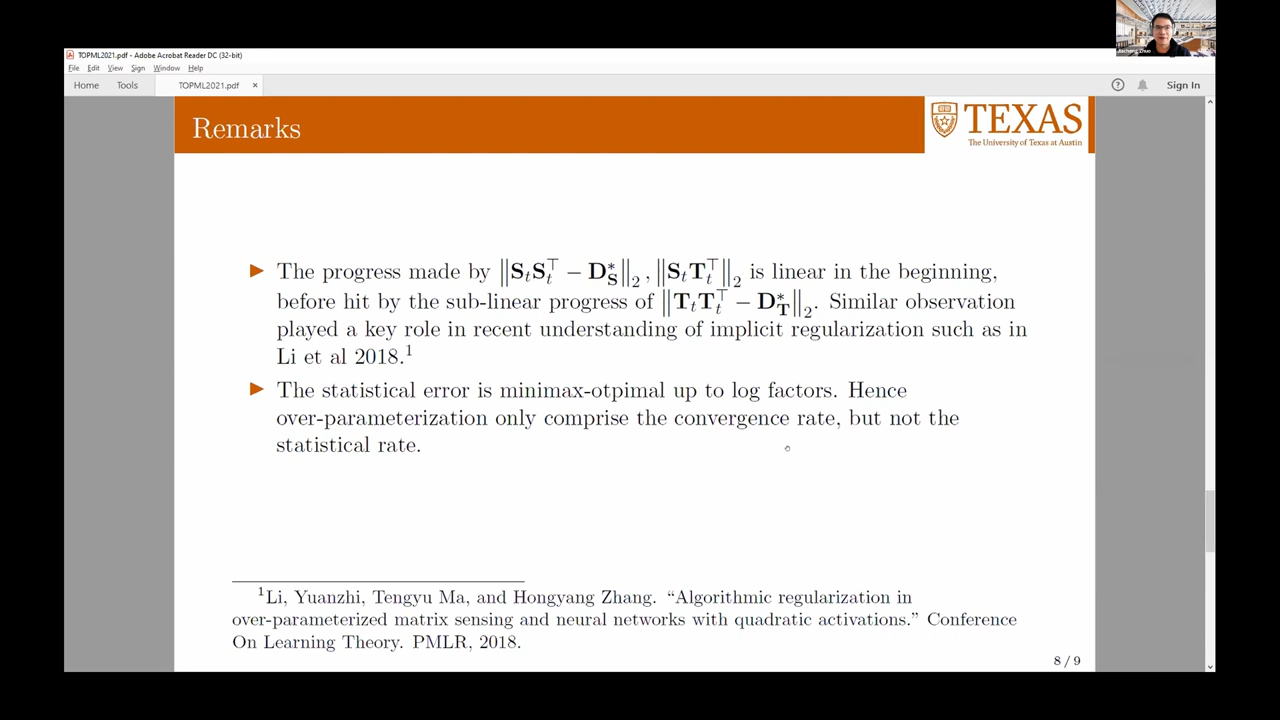 TOPML2021.pdf - Adobe Acrobat Reader DC (32-bit)
File Edit View Sign Window Help
Home Tools TOPML2021.pdf × Sign In
Jiacheng Zhuo
Remarks
TEXAS
The University of Texas at Austin
The progress made by ‖S_tS_t^⊤ − D_S^*‖_2, ‖S_tT_t^⊤‖_2 is linear in the beginning,
before hit by the sub-linear progress of ‖T_tT_t^⊤ − D_T^*‖_2. Similar observation
played a key role in recent understanding of implicit regularization such as in
Li et al 2018.¹
The statistical error is minimax-otpimal up to log factors. Hence
over-parameterization only comprise the convergence rate, but not the
statistical rate.
¹Li, Yuanzhi, Tengyu Ma, and Hongyang Zhang. “Algorithmic regularization in
over-parameterized matrix sensing and neural networks with quadratic activations.” Conference
On Learning Theory. PMLR, 2018.
8 / 9